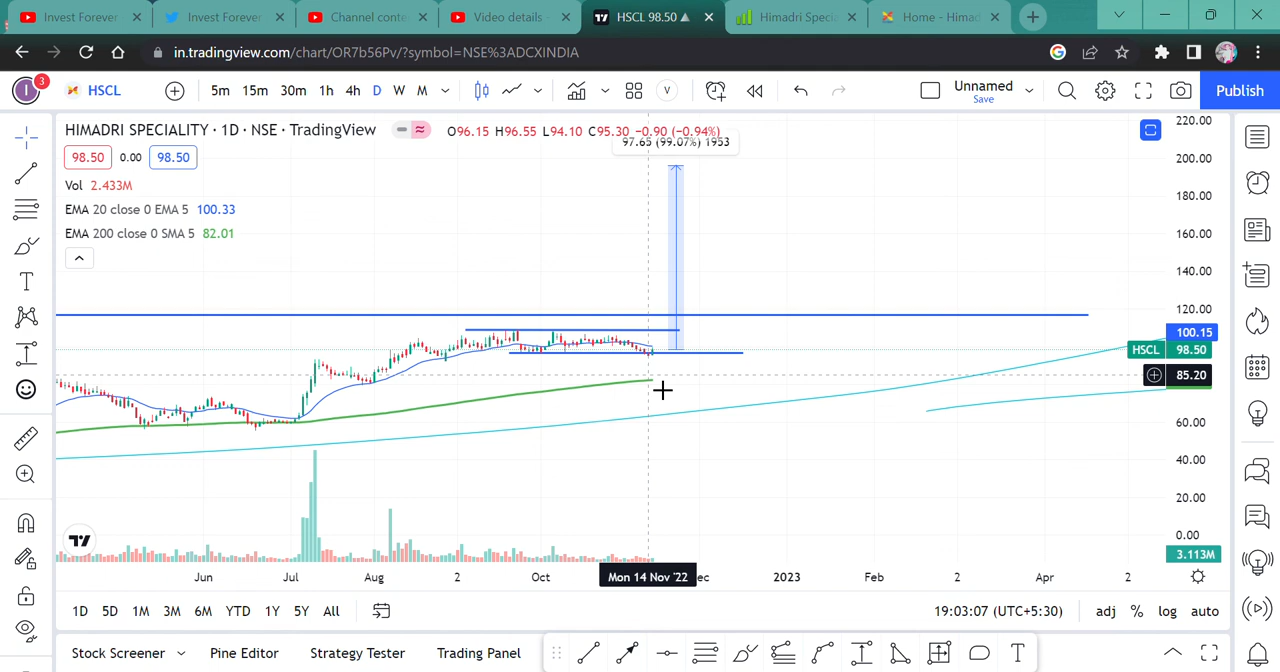 Invest Forever
Invest Forever
Channel conte
Video details -
HSCL 98.50
Himadri Speci
Home - Himad
in.tradingview.com/chart/OR7b56Pv/?symbol=NSE%3ADCXINDIA
I
3
HSCL
5m
15m
30m
1h
4h
D
W
M
V
Unnamed
Save
Publish
HIMADRI SPECIALITY · 1D · NSE · TradingView
O96.15 H96.55 L94.10 C95.30 −0.90 (−0.94%)
97.65 (99.07%) 1953
98.50
0.00
98.50
Vol 2.433M
EMA 20 close 0 EMA 5 100.33
EMA 200 close 0 SMA 5 82.01
220.00
200.00
180.00
160.00
140.00
120.00
100.15
HSCL 98.50
85.20
60.00
40.00
20.00
0.00
3.113M
Jun
Jul
Aug
2
Oct
Mon 14 Nov '22
ec
2023
Feb
2
Apr
2
1D
5D
1M
3M
6M
YTD
1Y
5Y
All
19:03:07 (UTC+5:30)
adj
%
log
auto
Stock Screener
Pine Editor
Strategy Tester
Trading Panel